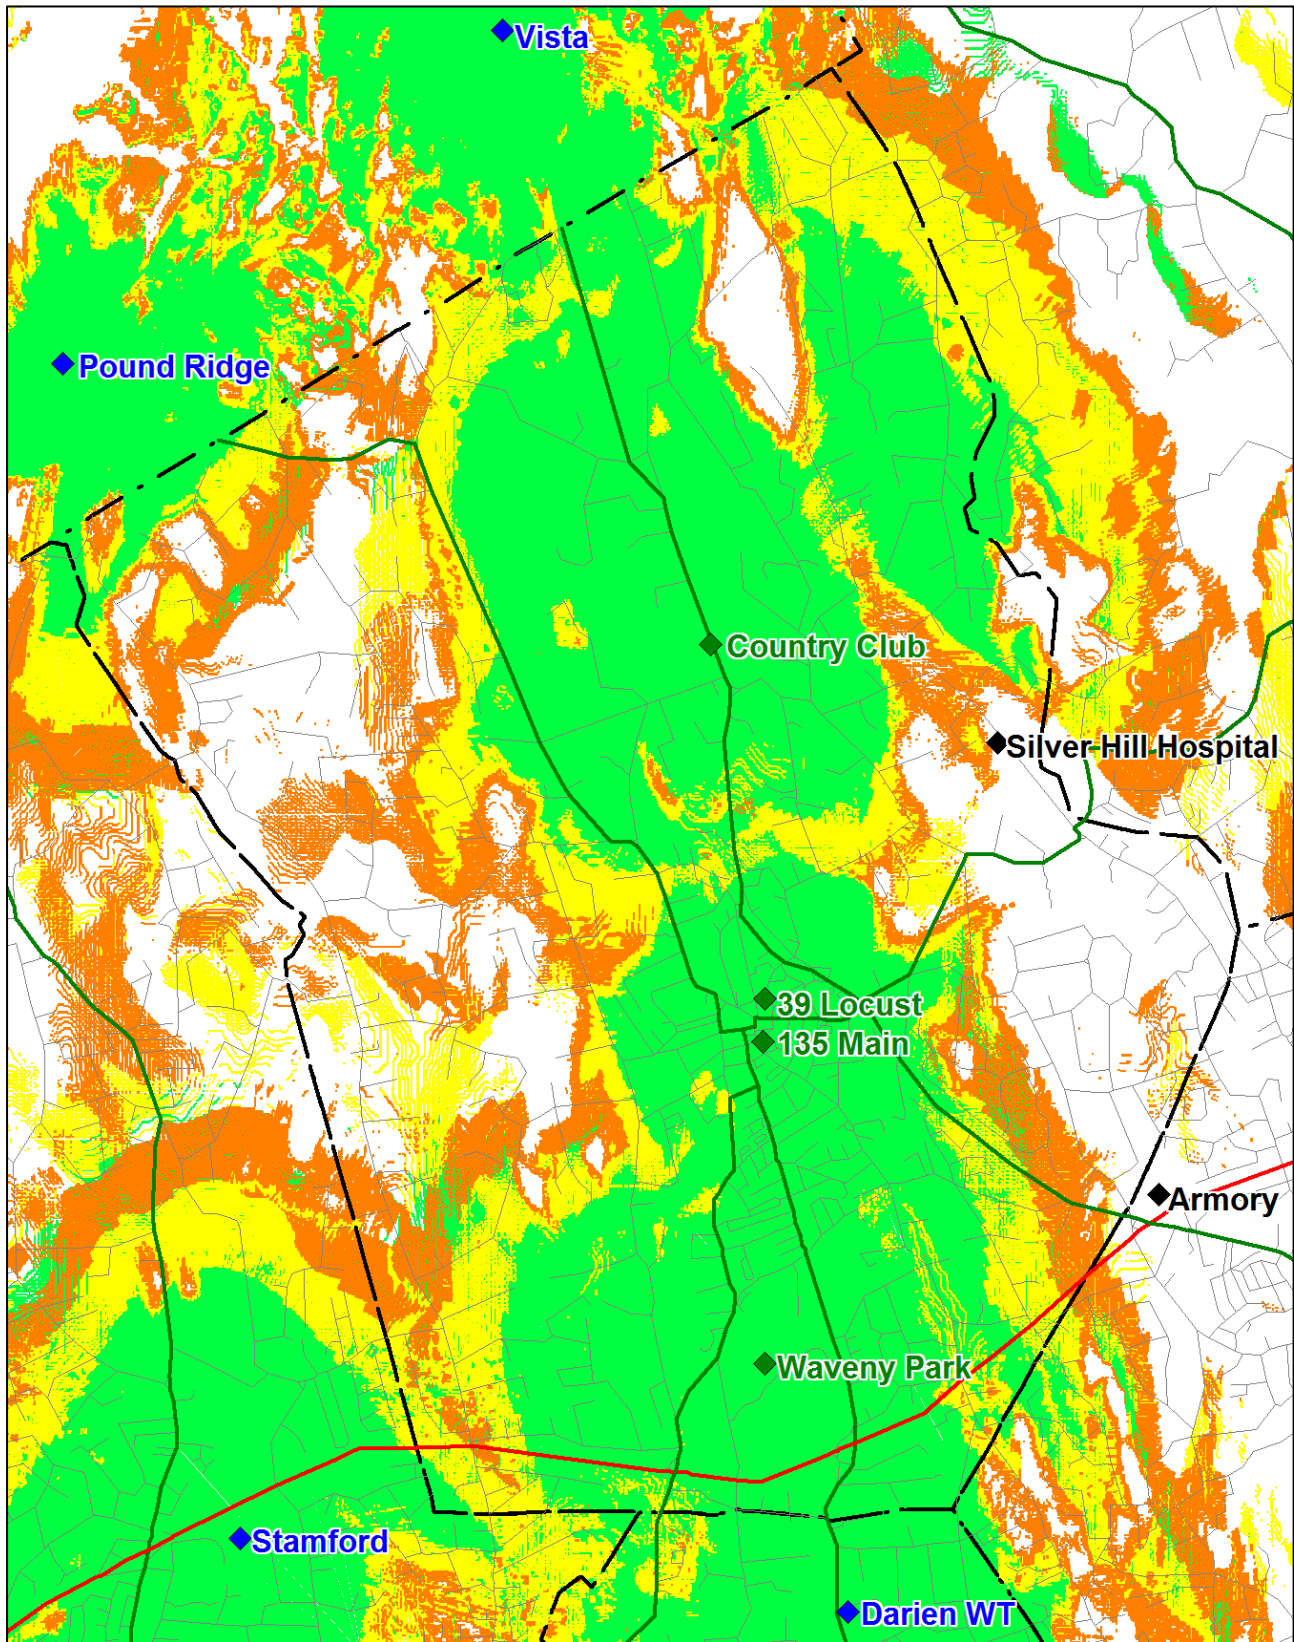 Vista
Pound Ridge
Country Club
Silver Hill Hospital
39 Locust
135 Main
Armory
Waveny Park
Stamford
Darien WT